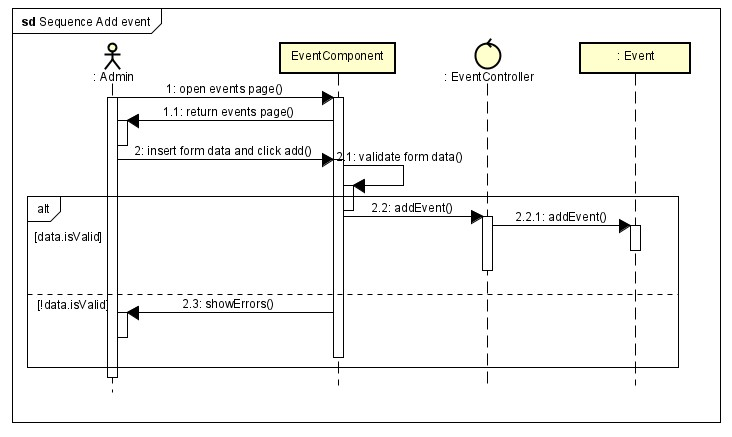 sd Sequence Add event
EventComponent
: Event
: Admin
: EventController
1: open events page()
1.1: return events page()
2: insert form data and click add()
2.1: validate form data()
alt
2.2: addEvent()
2.2.1: addEvent()
[data.isValid]
[!data.isValid]
2.3: showErrors()